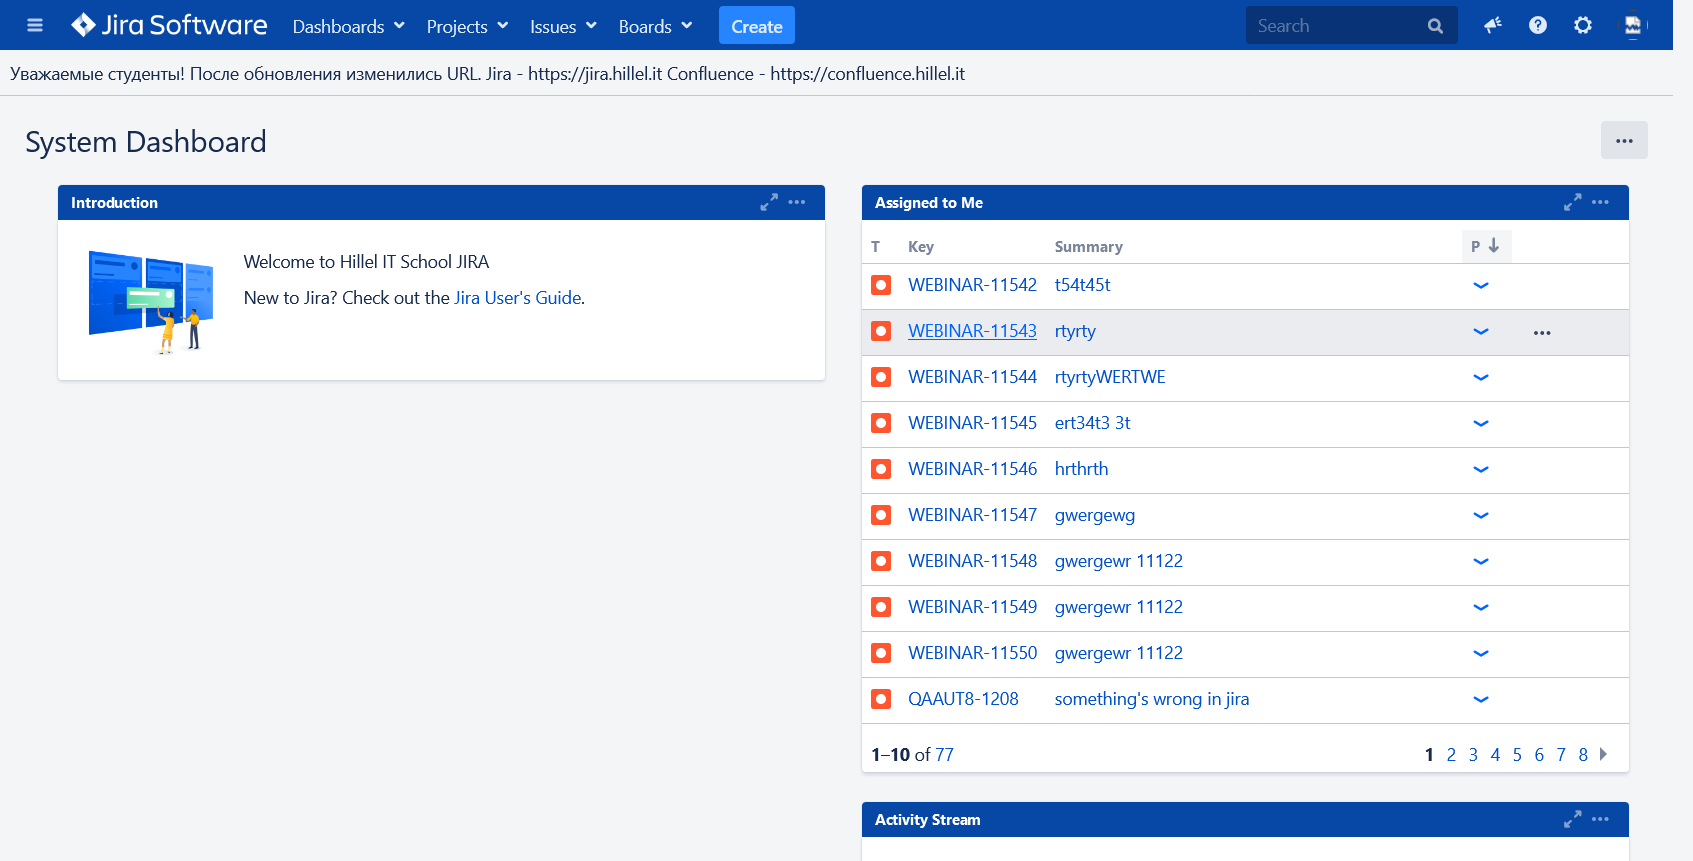 Jira Software Dashboards Projects Issues Boards Create Search
Уважаемые студенты! После обновления изменились URL. Jira - https://jira.hillel.it Confluence - https://confluence.hillel.it
System Dashboard
Introduction
Welcome to Hillel IT School JIRA
New to Jira? Check out the Jira User's Guide.
Assigned to Me
T Key Summary P
WEBINAR-11542 t54t45t
WEBINAR-11543 rtyrty
WEBINAR-11544 rtyrtyWERTWE
WEBINAR-11545 ert34t3 3t
WEBINAR-11546 hrthrth
WEBINAR-11547 gwergewg
WEBINAR-11548 gwergewr 11122
WEBINAR-11549 gwergewr 11122
WEBINAR-11550 gwergewr 11122
QAAUT8-1208 something's wrong in jira
1–10 of 77 1 2 3 4 5 6 7 8
Activity Stream